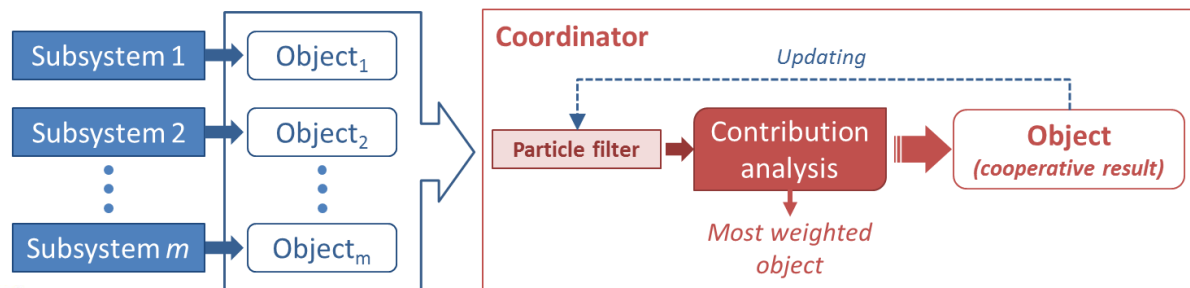 Subsystem 1
Object₁
Subsystem 2
Object₂
Subsystem m
Objectₘ
Coordinator
Updating
Particle filter
Contribution
analysis
Object
(cooperative result)
Most weighted
object